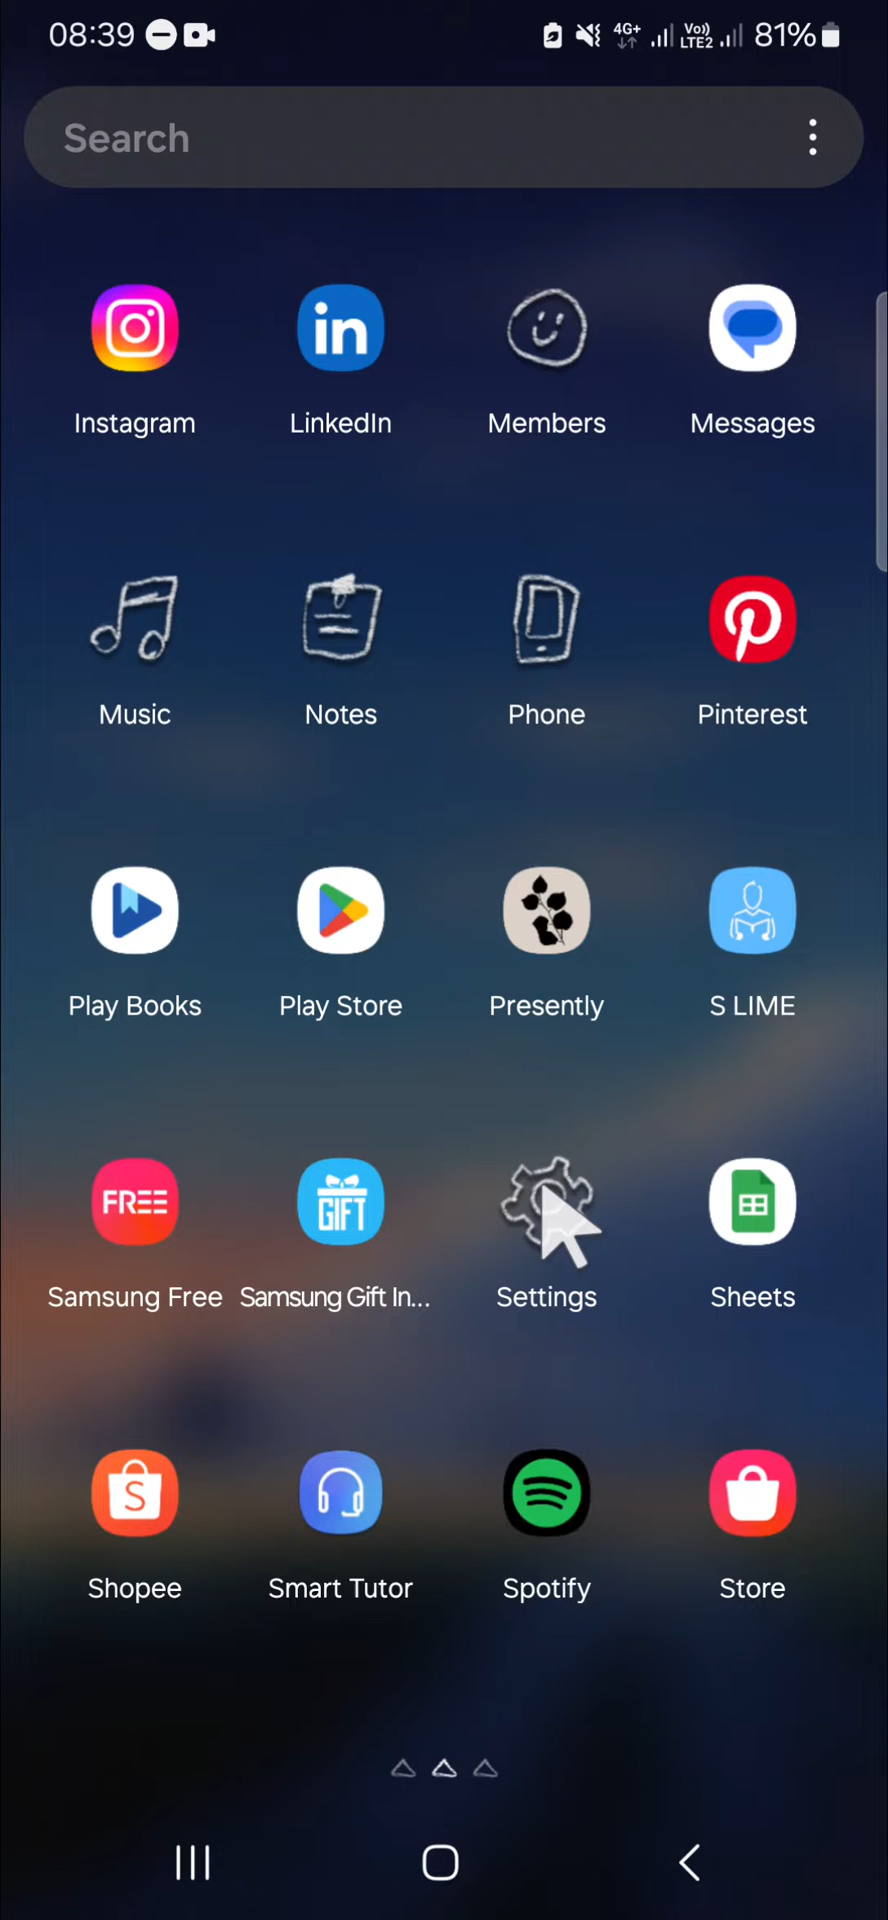 08:39 4G+ Vo)) LTE2 81%
Search
Instagram LinkedIn Members Messages
Music Notes Phone Pinterest
Play Books Play Store Presently S LIME
FREE GIFT
Samsung Free Samsung Gift In... Settings Sheets
Shopee Smart Tutor Spotify Store